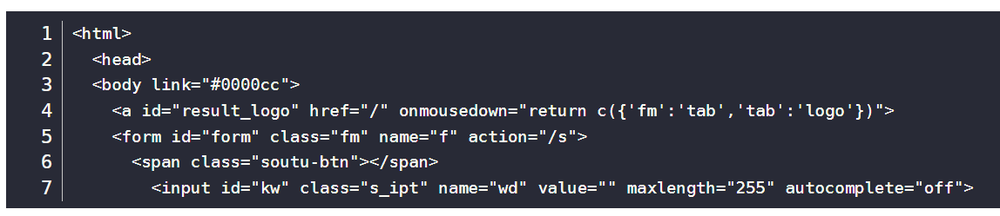 1 <html>
2   <head>
3   <body link="#0000cc">
4     <a id="result_logo" href="/" onmousedown="return c({'fm':'tab','tab':'logo'})">
5     <form id="form" class="fm" name="f" action="/s">
6       <span class="soutu-btn"></span>
7         <input id="kw" class="s_ipt" name="wd" value="" maxlength="255" autocomplete="off">